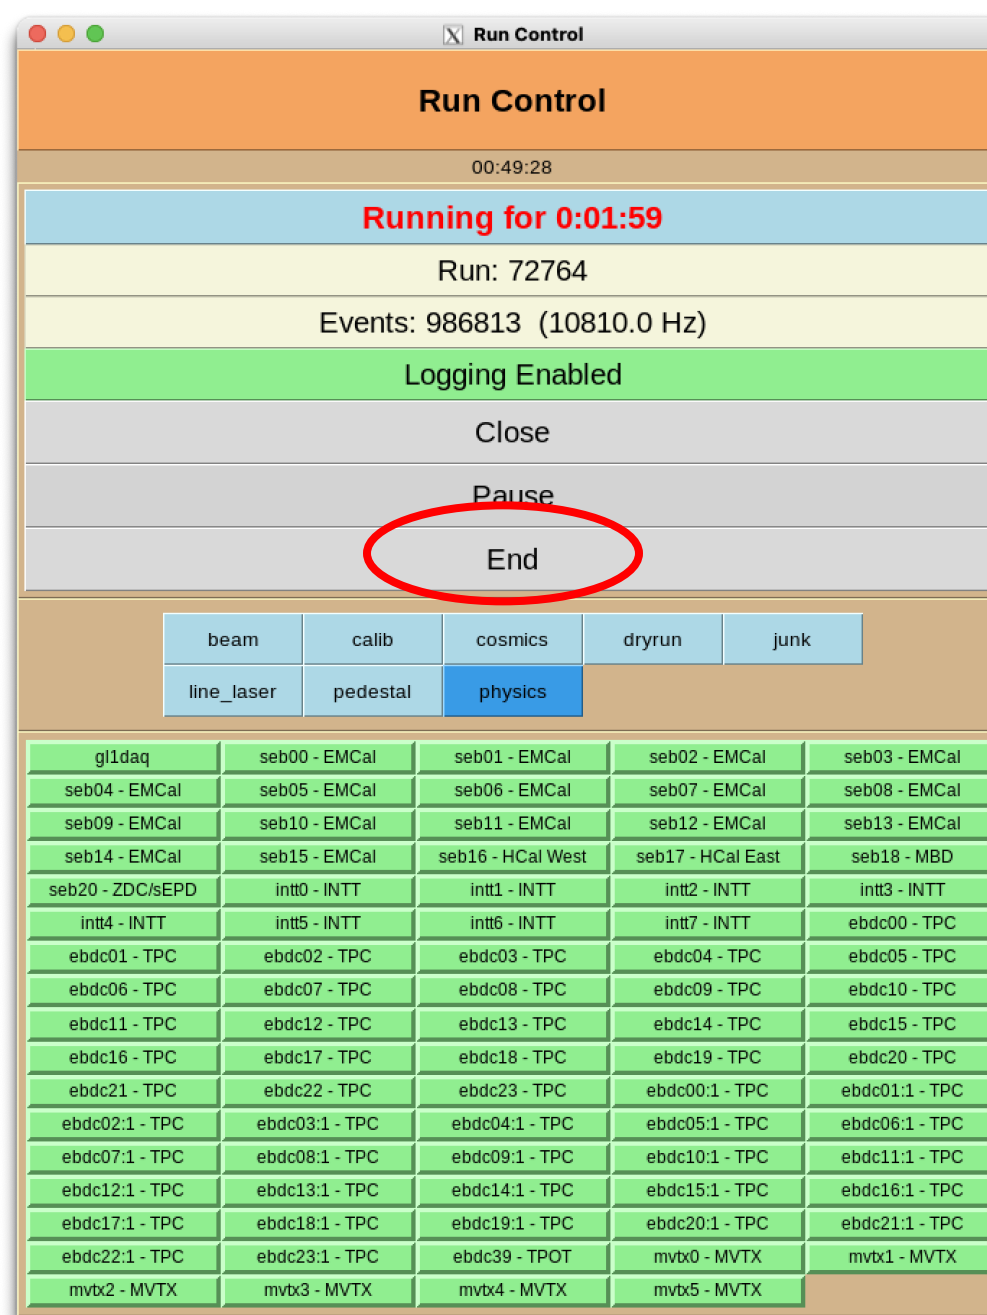 Run Control
Run Control
00:49:28
Running for 0:01:59
Run: 72764
Events: 986813 (10810.0 Hz)
Logging Enabled
Close
Pause
End
beam calib cosmics dryrun junk
line_laser pedestal physics
gl1daq seb00 - EMCal seb01 - EMCal seb02 - EMCal seb03 - EMCal
seb04 - EMCal seb05 - EMCal seb06 - EMCal seb07 - EMCal seb08 - EMCal
seb09 - EMCal seb10 - EMCal seb11 - EMCal seb12 - EMCal seb13 - EMCal
seb14 - EMCal seb15 - EMCal seb16 - HCal West seb17 - HCal East seb18 - MBD
seb20 - ZDC/sEPD intt0 - INTT intt1 - INTT intt2 - INTT intt3 - INTT
intt4 - INTT intt5 - INTT intt6 - INTT intt7 - INTT ebdc00 - TPC
ebdc01 - TPC ebdc02 - TPC ebdc03 - TPC ebdc04 - TPC ebdc05 - TPC
ebdc06 - TPC ebdc07 - TPC ebdc08 - TPC ebdc09 - TPC ebdc10 - TPC
ebdc11 - TPC ebdc12 - TPC ebdc13 - TPC ebdc14 - TPC ebdc15 - TPC
ebdc16 - TPC ebdc17 - TPC ebdc18 - TPC ebdc19 - TPC ebdc20 - TPC
ebdc21 - TPC ebdc22 - TPC ebdc23 - TPC ebdc00:1 - TPC ebdc01:1 - TPC
ebdc02:1 - TPC ebdc03:1 - TPC ebdc04:1 - TPC ebdc05:1 - TPC ebdc06:1 - TPC
ebdc07:1 - TPC ebdc08:1 - TPC ebdc09:1 - TPC ebdc10:1 - TPC ebdc11:1 - TPC
ebdc12:1 - TPC ebdc13:1 - TPC ebdc14:1 - TPC ebdc15:1 - TPC ebdc16:1 - TPC
ebdc17:1 - TPC ebdc18:1 - TPC ebdc19:1 - TPC ebdc20:1 - TPC ebdc21:1 - TPC
ebdc22:1 - TPC ebdc23:1 - TPC ebdc39 - TPOT mvtx0 - MVTX mvtx1 - MVTX
mvtx2 - MVTX mvtx3 - MVTX mvtx4 - MVTX mvtx5 - MVTX